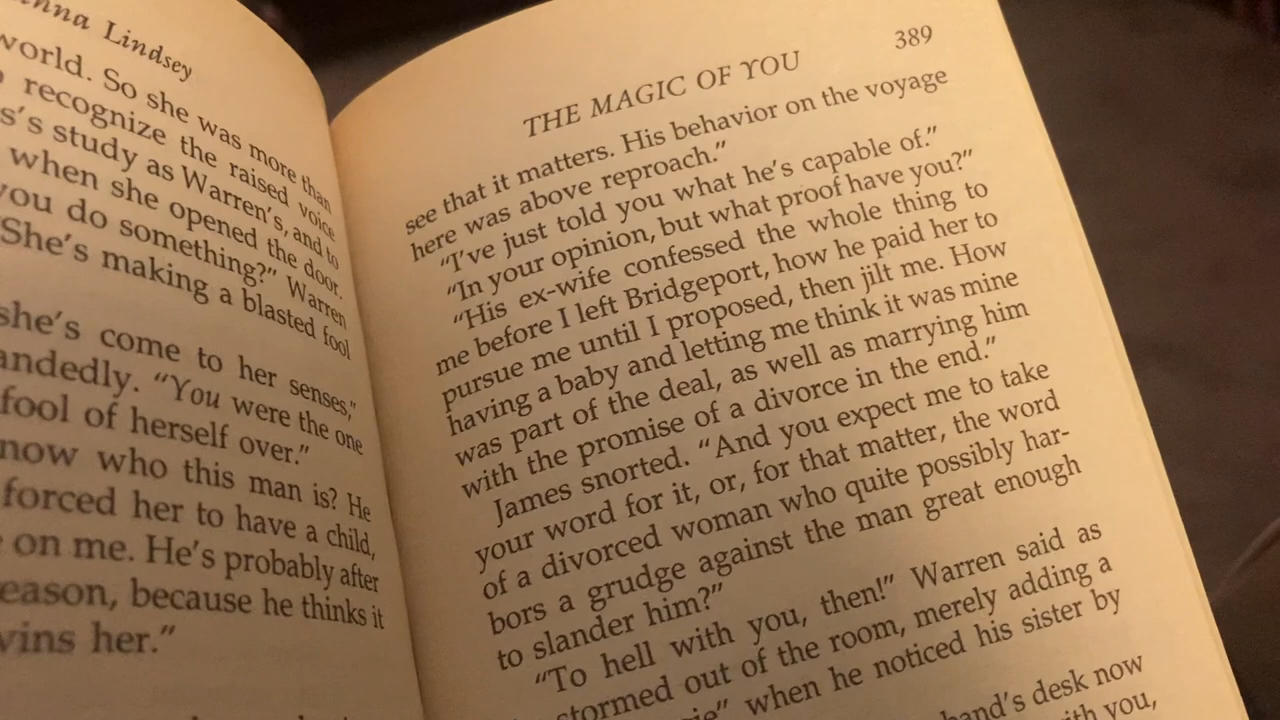 Lindsey
world. So she was more than
recognize the raised voice
study as Warren's, and to
when she opened the door.
you do something?” Warren
“She's making a blasted fool
she's come to her senses,”
“You were the one
fool of herself over.”
now who this man is? He
forced her to have a child,
on me. He's probably after
because he thinks it
her.”
389
THE MAGIC OF YOU
see that it matters. His behavior on the voyage
here was above reproach.”
“I've just told you what he's capable of.”
“In your opinion, but what proof have you?”
“His ex-wife confessed the whole thing to
me before I left Bridgeport, how he paid her to
pursue me until I proposed, then jilt me. How
having a baby and letting me think it was mine
was part of the deal, as well as marrying him
with the promise of a divorce in the end.”
James snorted. “And you expect me to take
your word for it, or, for that matter, the word
of a divorced woman who quite possibly har-
bors a grudge against the man great enough
to slander him?”
“To hell with you, then!” Warren said as
stormed out of the room, merely adding a
when he noticed his sister by
desk now
you,